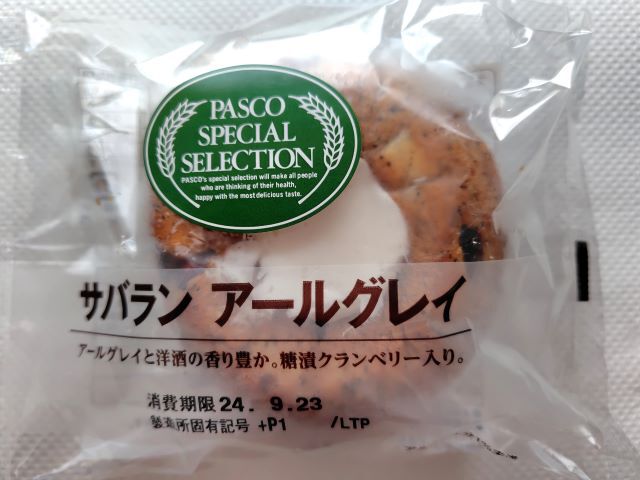 PASCO
SPECIAL
SELECTION
PASCO's special selection will make all people
who are thinking of their health,
happy with the most delicious taste.
サバラン アールグレイ
アールグレイと洋酒の香り豊か。糖漬クランベリー入り。
消費期限24. 9.23
製造所固有記号 +P1 /LTP